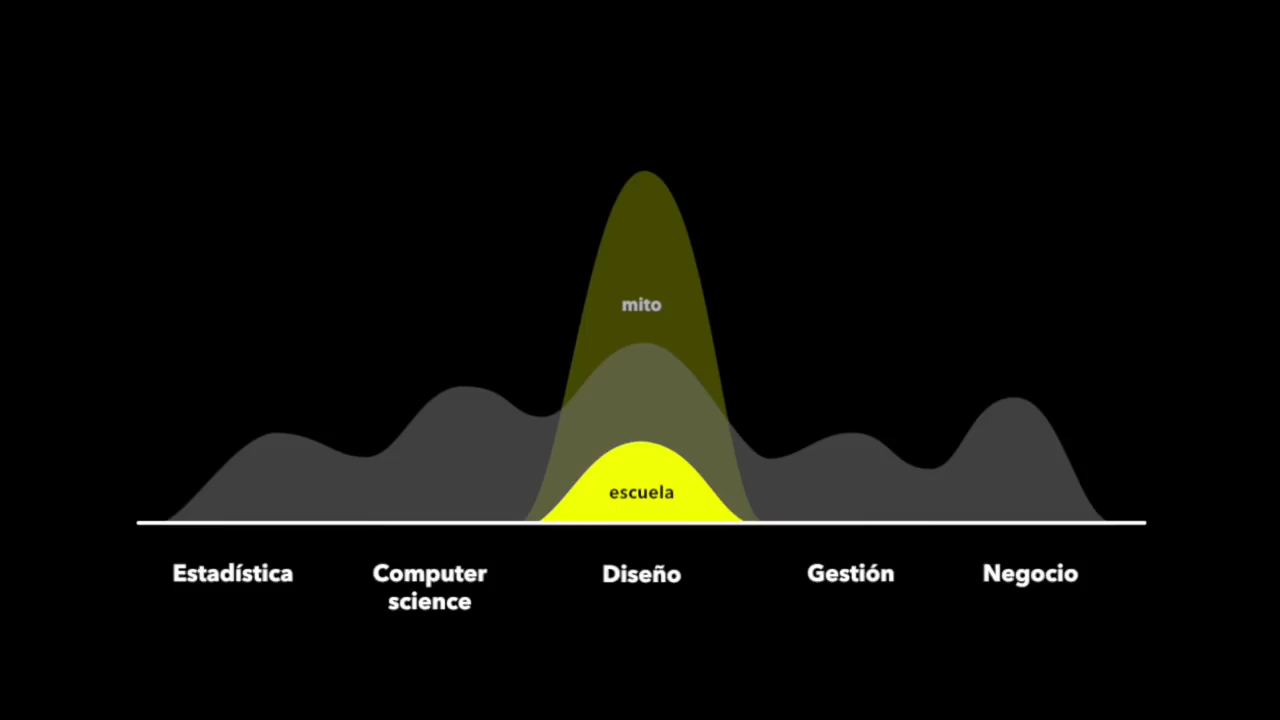 mito
escuela
Estadística
Computer
science
Diseño
Gestión
Negocio